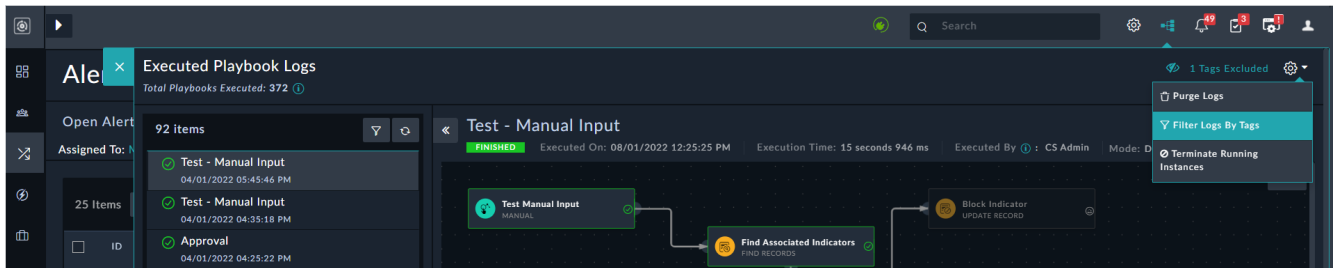 Search
49
3
!
Aler
Executed Playbook Logs
Total Playbooks Executed: 372
1 Tags Excluded
Purge Logs
Filter Logs By Tags
Terminate Running
Instances
Open Alert
Assigned To: N
25 Items
ID
92 items
Test - Manual Input
04/01/2022 05:45:46 PM
Test - Manual Input
04/01/2022 04:35:18 PM
Approval
04/01/2022 04:25:22 PM
Test - Manual Input
FINISHED Executed On: 08/01/2022 12:25:25 PM Execution Time: 15 seconds 946 ms Executed By : CS Admin Mode: D
Test Manual Input
MANUAL
Find Associated Indicators
FIND RECORDS
Block Indicator
UPDATE RECORD